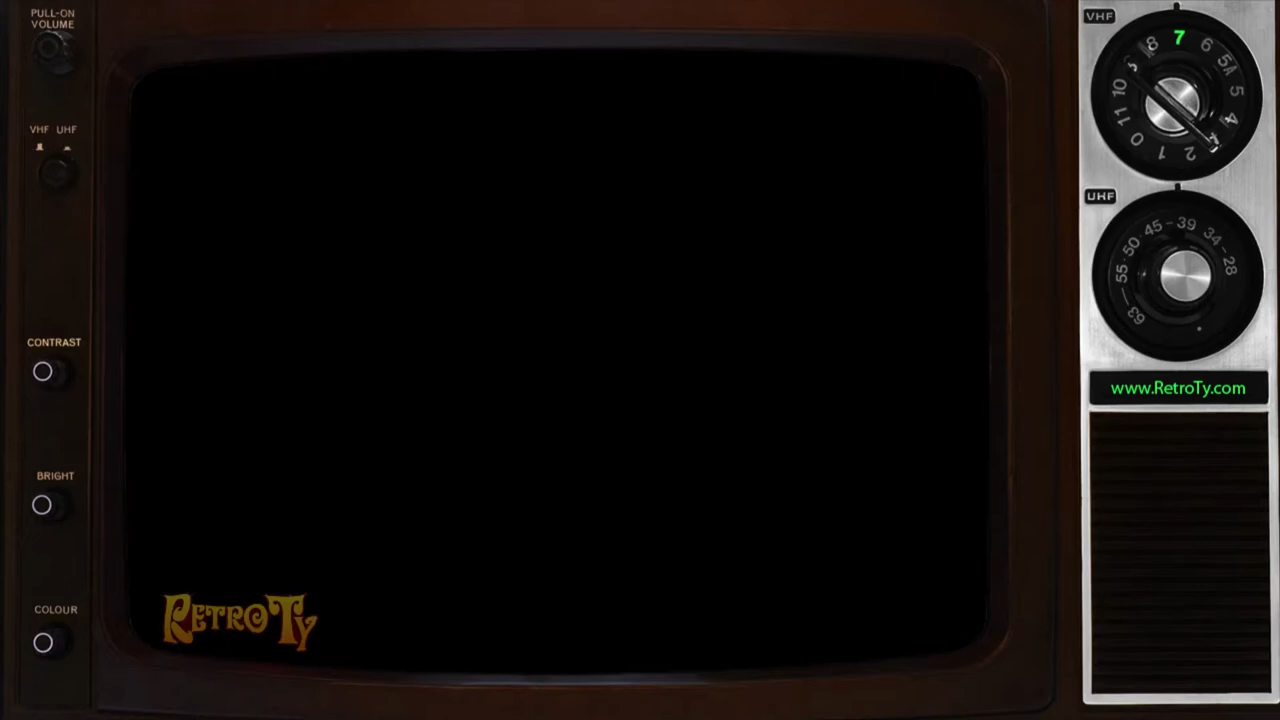 PULL-ON
VOLUME
VHF UHF
CONTRAST
BRIGHT
COLOUR
RETROTY
VHF
7
6
5A
5
4
2
1
0
11
10
9
8
UHF
63 55 50 45 39 34 28
www.RetroTy.com